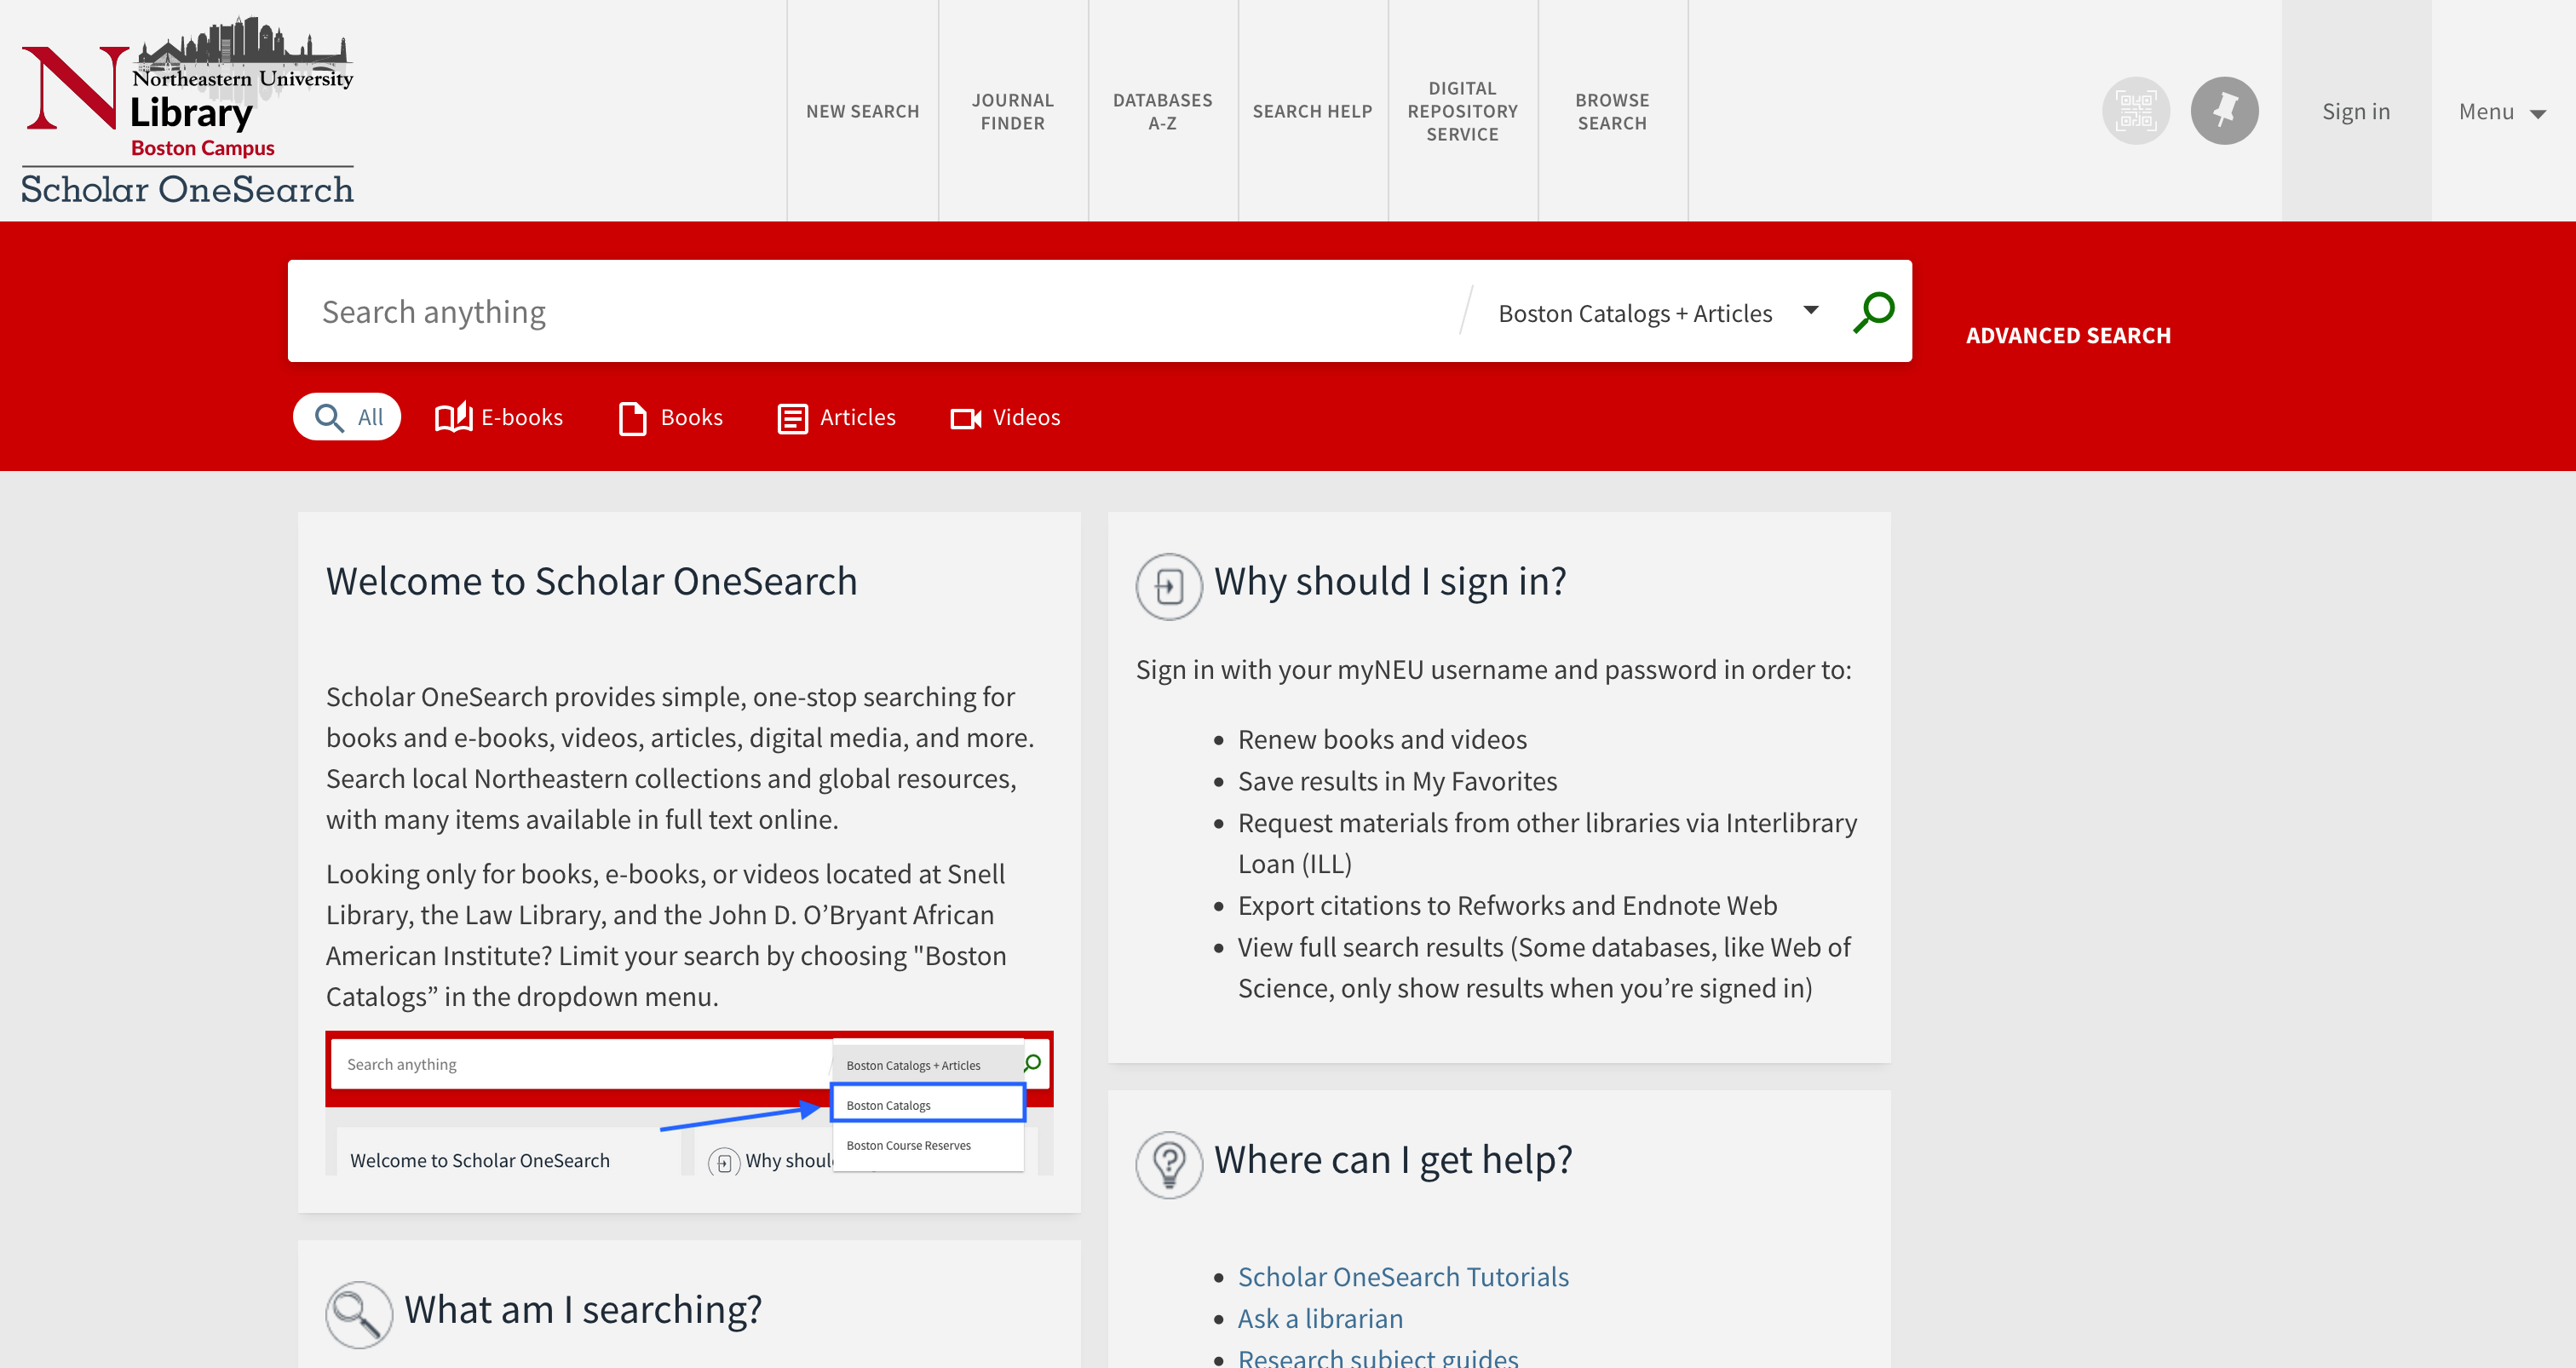 Northeastern University
Library
Boston Campus
Scholar OneSearch
NEW SEARCH
JOURNAL
FINDER
DATABASES
A-Z
SEARCH HELP
DIGITAL
REPOSITORY
SERVICE
BROWSE
SEARCH
Sign in
Menu
Search anything
Boston Catalogs + Articles
ADVANCED SEARCH
All
E-books
Books
Articles
Videos
Welcome to Scholar OneSearch
Scholar OneSearch provides simple, one-stop searching for
books and e-books, videos, articles, digital media, and more.
Search local Northeastern collections and global resources,
with many items available in full text online.
Looking only for books, e-books, or videos located at Snell
Library, the Law Library, and the John D. O’Bryant African
American Institute? Limit your search by choosing "Boston
Catalogs” in the dropdown menu.
Search anything
Boston Catalogs + Articles
Boston Catalogs
Boston Course Reserves
Welcome to Scholar OneSearch
Why shoul
What am I searching?
Why should I sign in?
Sign in with your myNEU username and password in order to:
• Renew books and videos
• Save results in My Favorites
• Request materials from other libraries via Interlibrary
Loan (ILL)
• Export citations to Refworks and Endnote Web
• View full search results (Some databases, like Web of
Science, only show results when you’re signed in)
Where can I get help?
• Scholar OneSearch Tutorials
• Ask a librarian
• Research subject guides